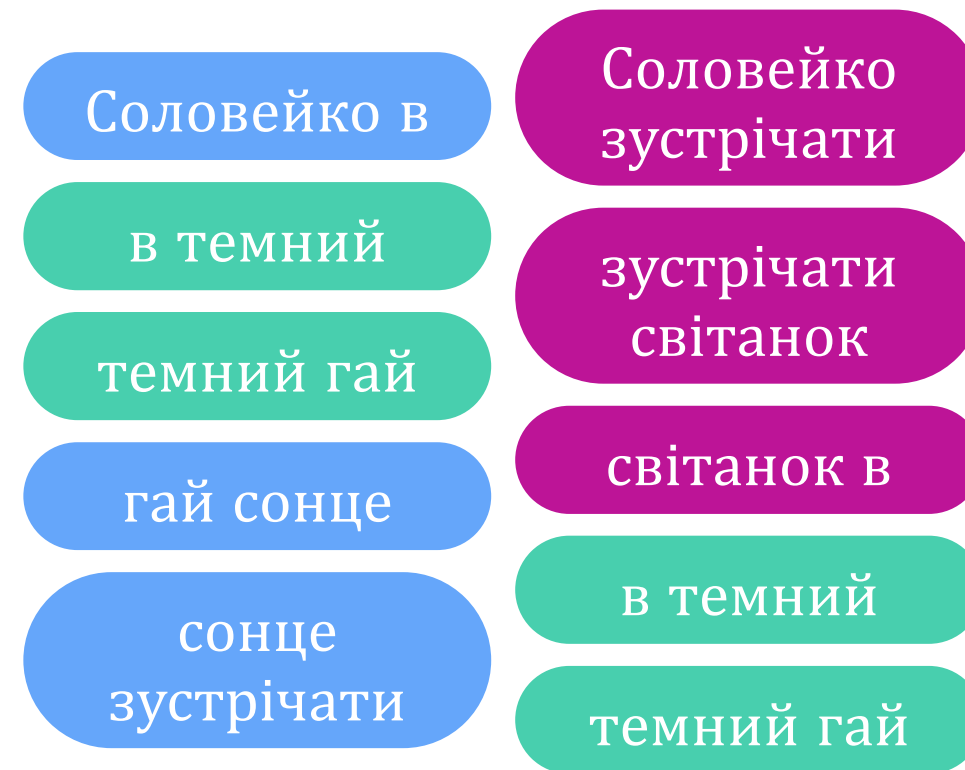 Соловейко в
в темний
темний гай
гай сонце
сонце
зустрічати
Соловейко
зустрічати
зустрічати
світанок
світанок в
в темний
темний гай